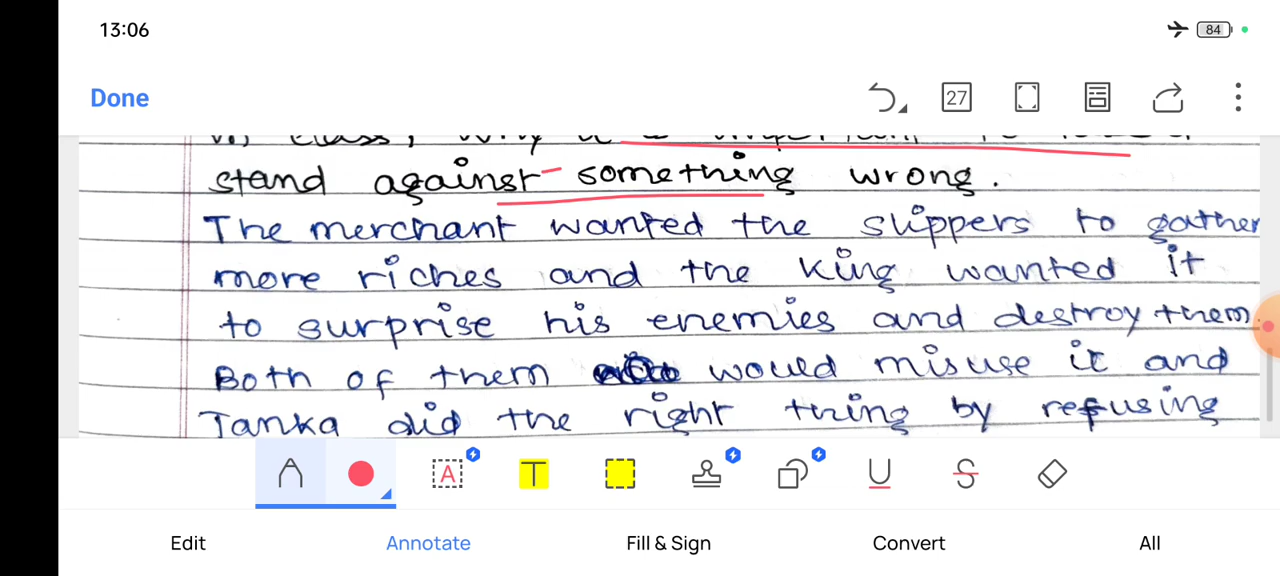 13:06
84
Done
27
stand against something wrong.
The merchant wanted the slippers to gather
more riches and the king wanted it
to surprise his enemies and destroy them
Both of them would misuse it and
Tanka did the right thing by refusing
A T U S
Edit Annotate Fill & Sign Convert All